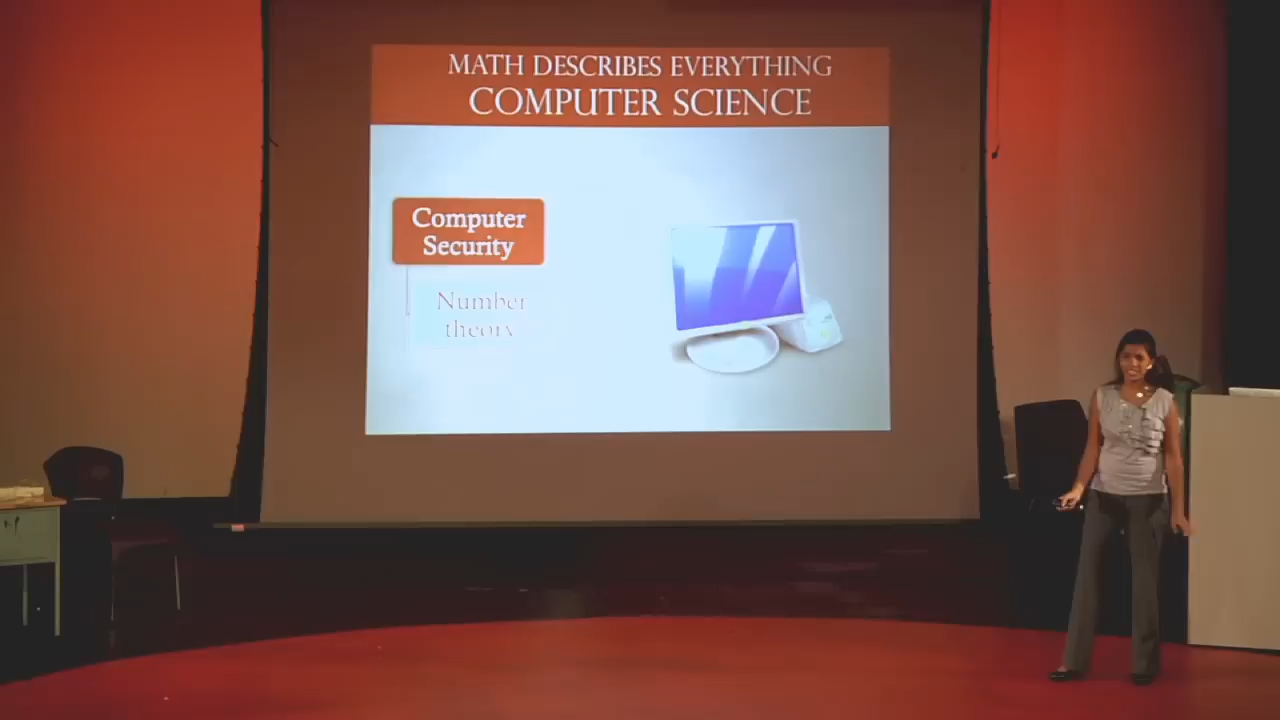 MATH DESCRIBES EVERYTHING
COMPUTER SCIENCE
Computer
Security
Number
theory